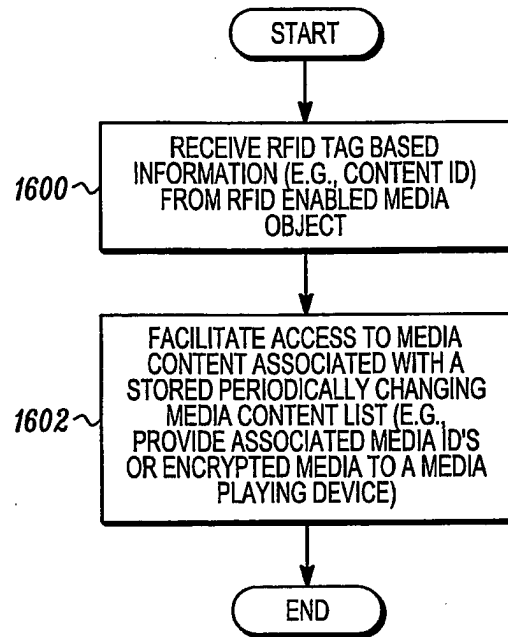 START
1600
RECEIVE RFID TAG BASED
INFORMATION (E.G., CONTENT ID)
FROM RFID ENABLED MEDIA
OBJECT
1602
FACILITATE ACCESS TO MEDIA
CONTENT ASSOCIATED WITH A
STORED PERIODICALLY CHANGING
MEDIA CONTENT LIST (E.G.,
PROVIDE ASSOCIATED MEDIA ID'S
OR ENCRYPTED MEDIA TO A MEDIA
PLAYING DEVICE)
END